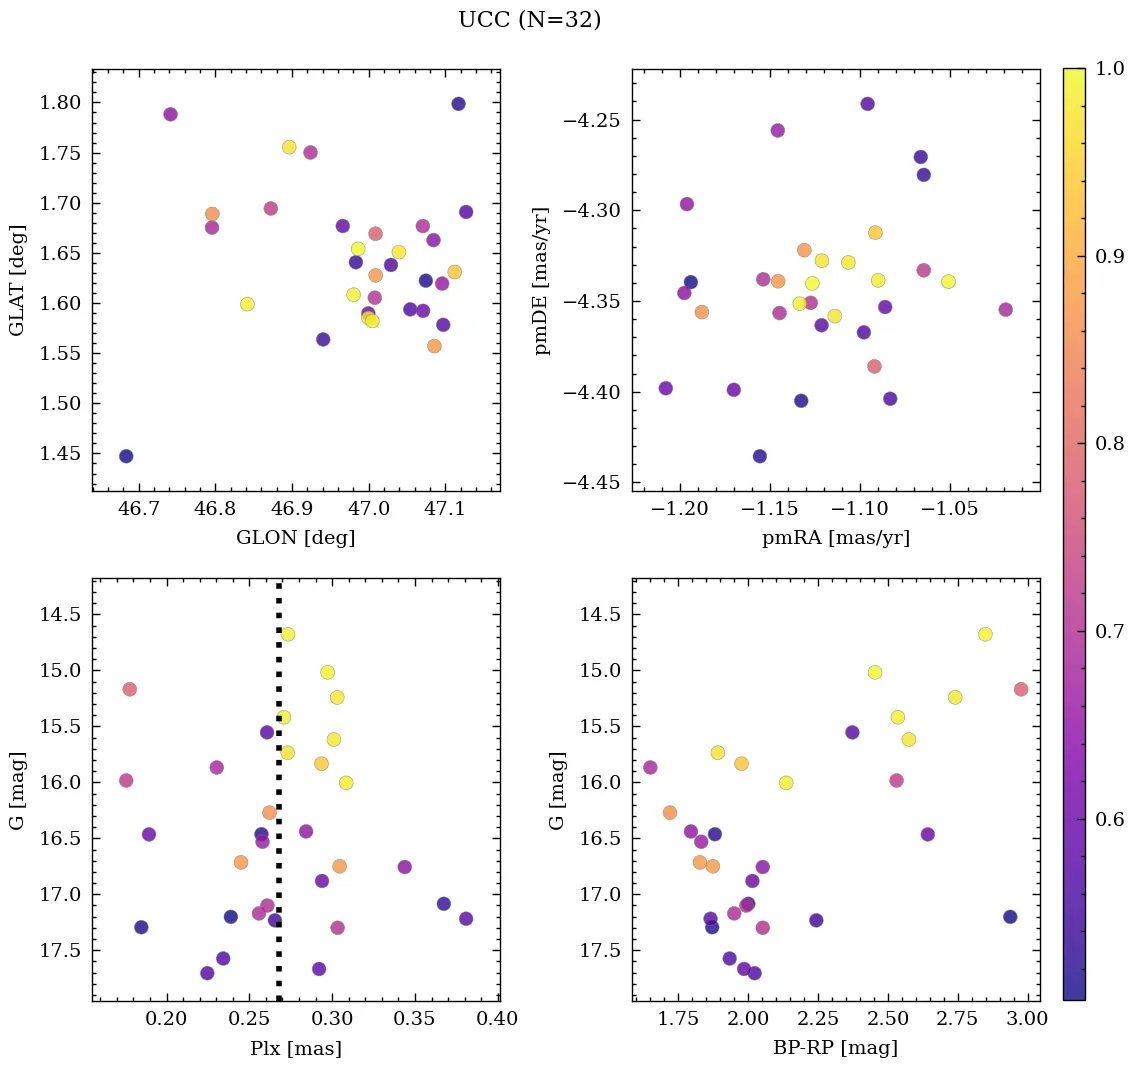 UCC (N=32)
1.80
1.75
1.70
1.65
1.60
1.55
1.50
1.45
GLAT [deg]
46.7 46.8 46.9 47.0 47.1
GLON [deg]
−4.25
−4.30
−4.35
−4.40
−4.45
pmDE [mas/yr]
−1.20 −1.15 −1.10 −1.05
pmRA [mas/yr]
14.5
15.0
15.5
16.0
16.5
17.0
17.5
G [mag]
0.20 0.25 0.30 0.35 0.40
Plx [mas]
14.5
15.0
15.5
16.0
16.5
17.0
17.5
G [mag]
1.75 2.00 2.25 2.50 2.75 3.00
BP-RP [mag]
1.0
0.9
0.8
0.7
0.6